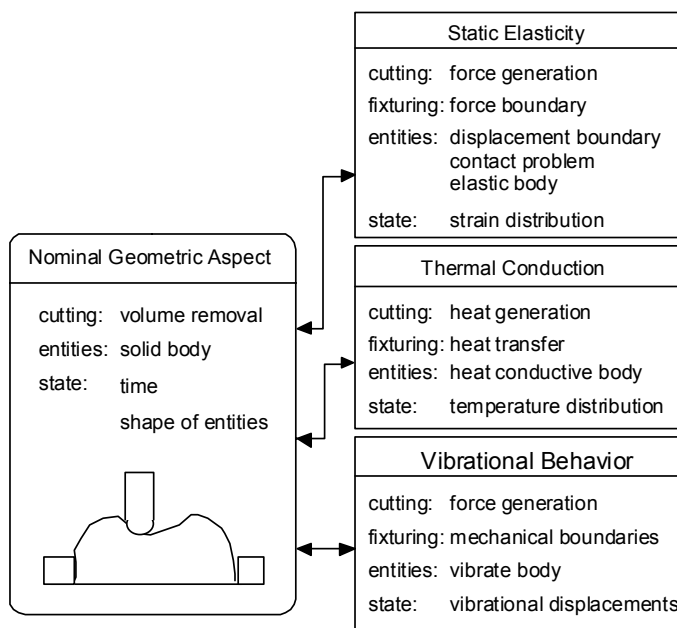 Nominal Geometric Aspect
cutting: volume removal
entities: solid body
state: time
shape of entities
Static Elasticity
cutting: force generation
fixturing: force boundary
entities: displacement boundary
contact problem
elastic body
state: strain distribution
Thermal Conduction
cutting: heat generation
fixturing: heat transfer
entities: heat conductive body
state: temperature distribution
Vibrational Behavior
cutting: force generation
fixturing: mechanical boundaries
entities: vibrate body
state: vibrational displacements